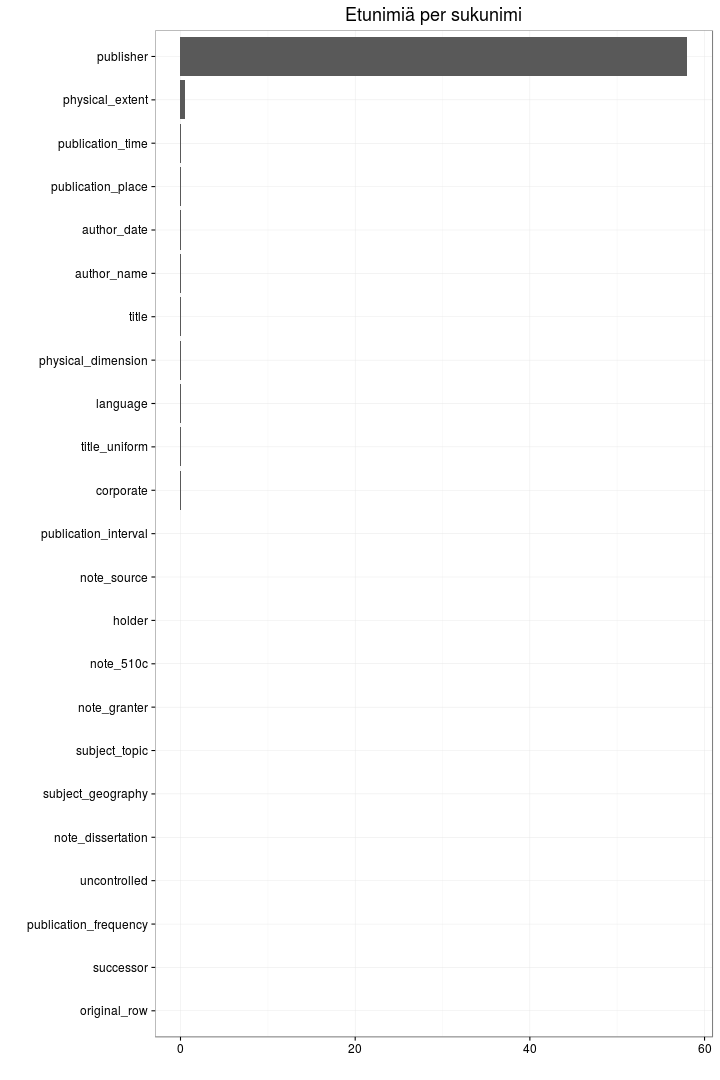 Etunimiä per sukunimi
publisher
physical_extent
publication_time
publication_place
author_date
author_name
title
physical_dimension
language
title_uniform
corporate
publication_interval
note_source
holder
note_510c
note_granter
subject_topic
subject_geography
note_dissertation
uncontrolled
publication_frequency
successor
original_row
0 20 40 60